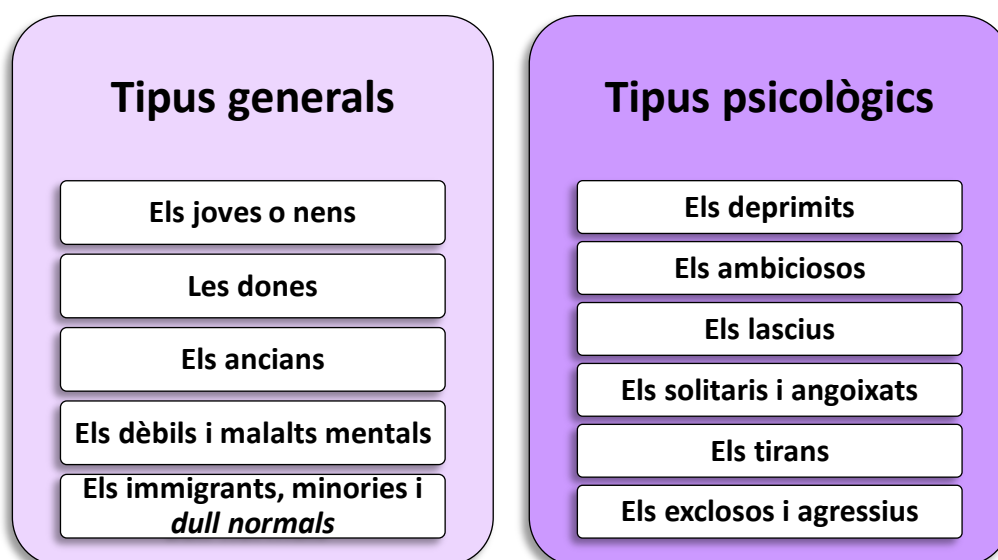 Tipus generals
Els joves o nens
Les dones
Els ancians
Els dèbils i malalts mentals
Els immigrants, minories i
dull normals
Tipus psicològics
Els deprimits
Els ambiciosos
Els lascius
Els solitaris i angoixats
Els tirans
Els exclosos i agressius